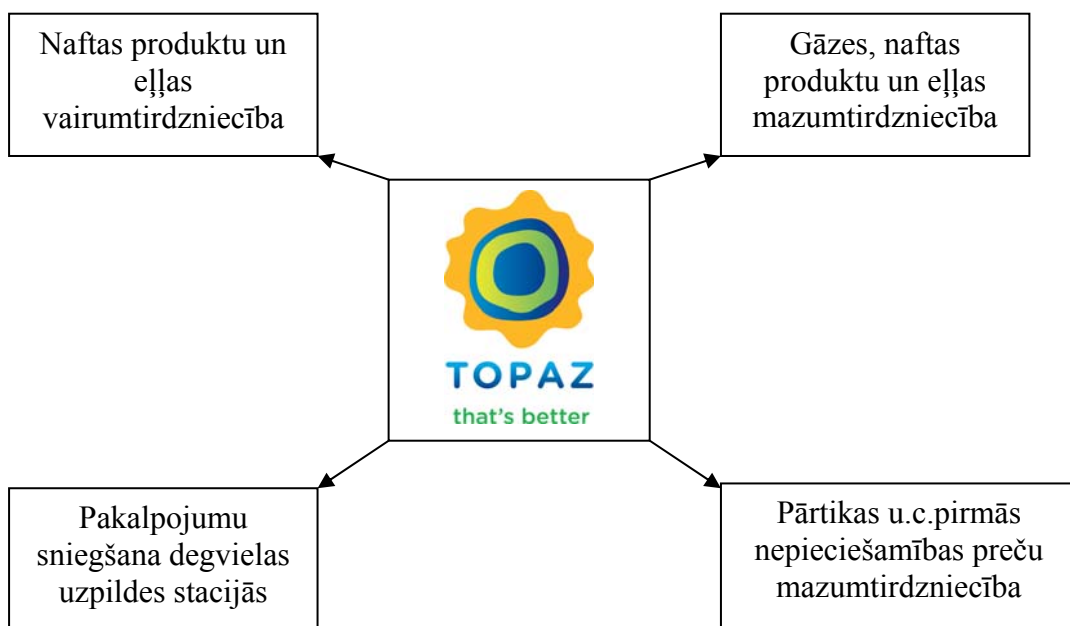 Naftas produktu un
eļļas
vairumtirdzniecība
Gāzes, naftas
produktu un eļļas
mazumtirdzniecība
TOPAZ
that's better
Pakalpojumu
sniegšana degvielas
uzpildes stacijās
Pārtikas u.c.pirmās
nepieciešamības preču
mazumtirdzniecība